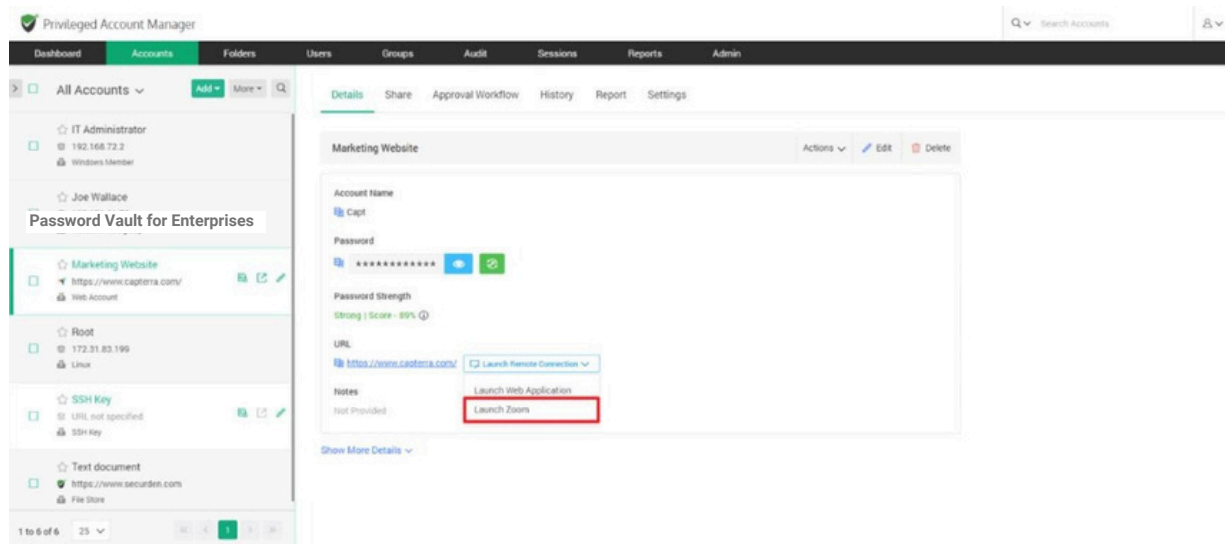 Privileged Account Manager
Search Accounts
Dashboard Accounts Folders Users Groups Audit Sessions Reports Admin
All Accounts Add More
Details Share Approval Workflow History Report Settings
IT Administrator
192.168.72.2
Windows Member
Marketing Website Actions Edit Delete
Joe Wallace
Password Vault for Enterprises
Marketing Website
https://www.capterra.com/
Web Account
Root
172.31.83.199
Linux
SSH Key
URL not specified
SSH Key
Text document
https://www.securden.com
File Store
1 to 6 of 6 25 1
Account Name
Capt
Password
************
Password Strength
Strong | Score - 89%
URL
https://www.capterra.com/ Launch Remote Connection
Launch Web Application
Launch Zoom
Notes
Not Provided
Show More Details